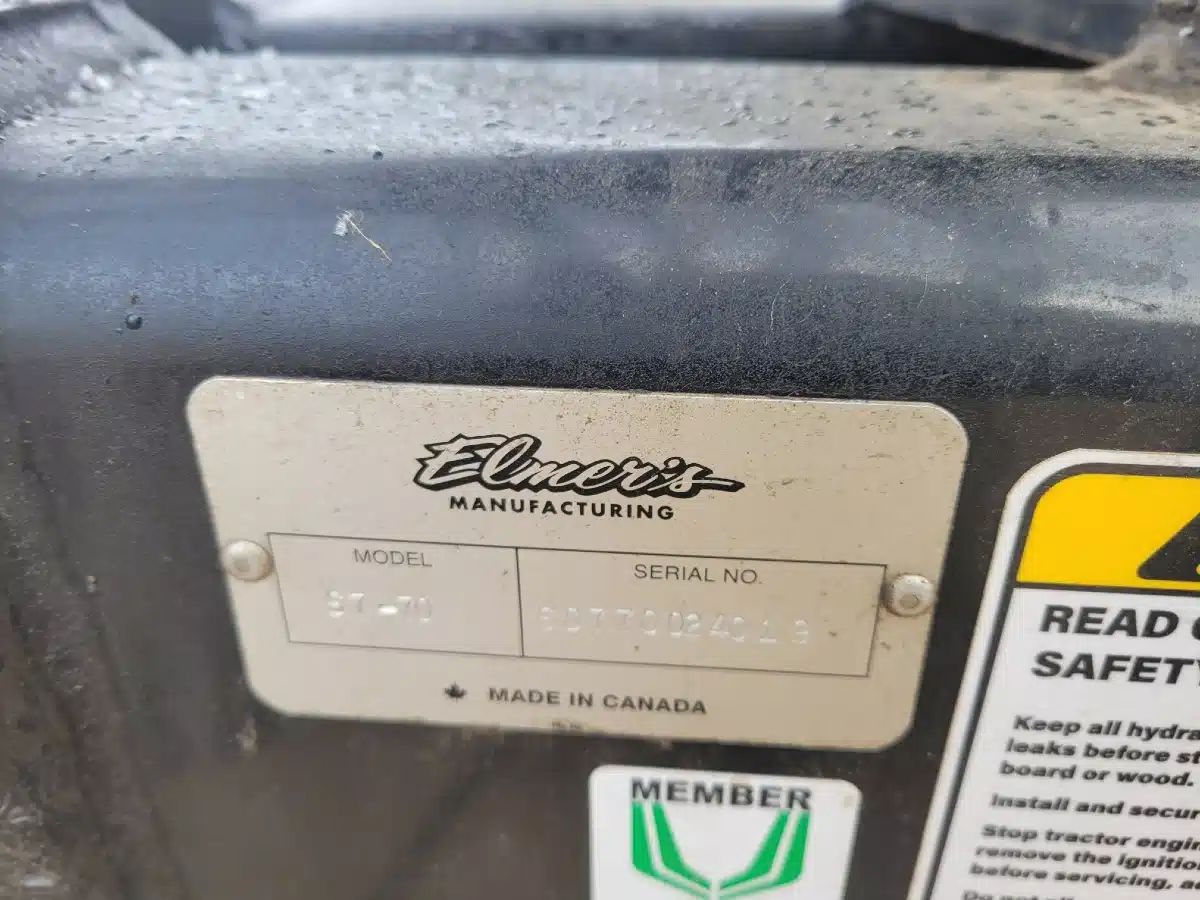 Elmer's
MANUFACTURING
MODEL
SERIAL NO.
MADE IN CANADA
MEMBER
READ
SAFETY
Keep all hydra
leaks before st
board or wood.
Install and secur
Stop tractor engin
remove the ignitio
before servicing, a